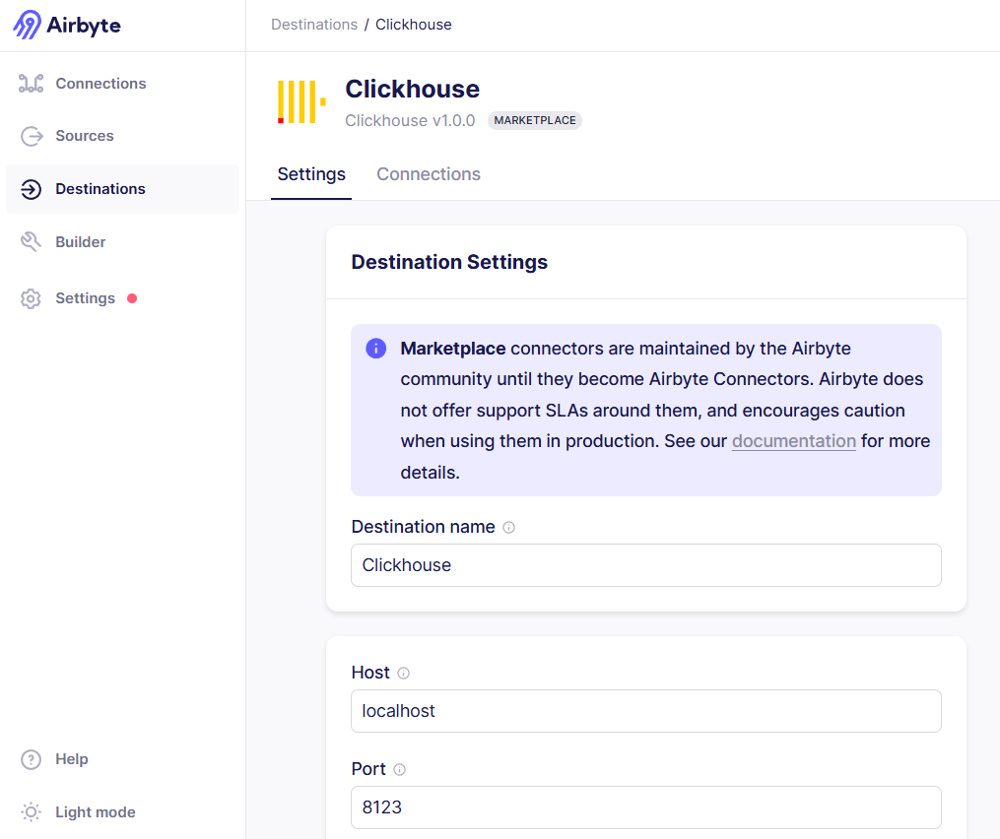 Airbyte
Destinations / Clickhouse
Connections
Sources
Destinations
Builder
Settings
Help
Light mode
Clickhouse
Clickhouse v1.0.0 MARKETPLACE
Settings Connections
Destination Settings
Marketplace connectors are maintained by the Airbyte
community until they become Airbyte Connectors. Airbyte does
not offer support SLAs around them, and encourages caution
when using them in production. See our documentation for more
details.
Destination name
Clickhouse
Host
localhost
Port
8123